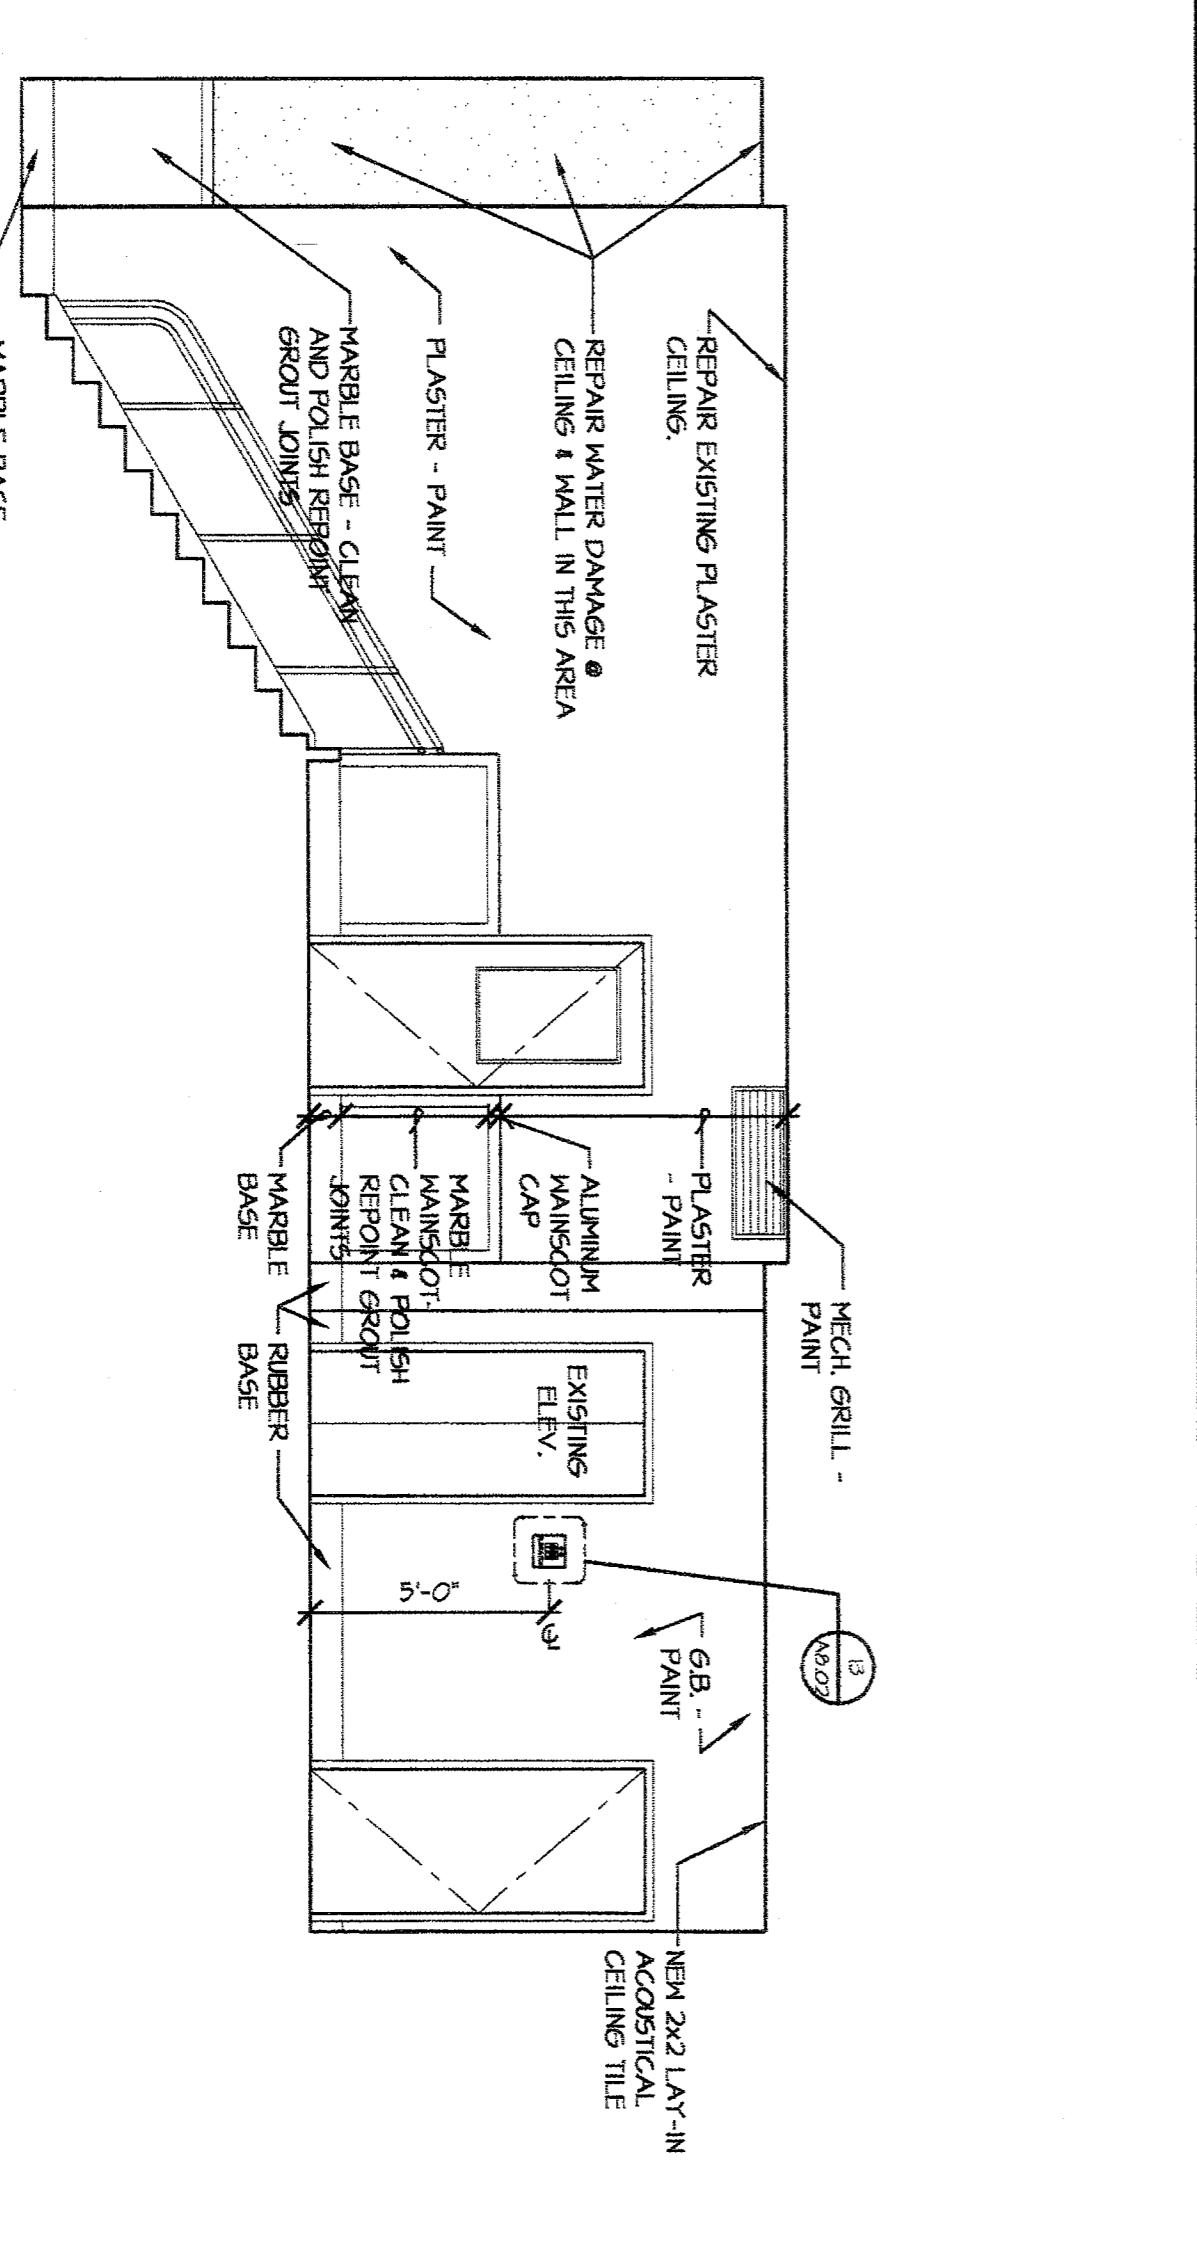 REPAIR EXISTING PLASTER
CEILING.
REPAIR WATER DAMAGE @
CEILING & WALL IN THIS AREA
PLASTER - PAINT
MARBLE BASE - CLEAN
AND POLISH REPOINT
GROUT JOINTS
MARBLE BASE
MECH. GRILL -
PAINT
PLASTER
- PAINT
ALUMINUM
WAINSCOT
CAP
MARBLE
WAINSCOT-
CLEAN & POLISH
REPOINT GROUT
JOINTS
MARBLE
BASE
RUBBER
BASE
EXISTING
ELEV.
5'-0"
13
A8.02
G.B. -
PAINT
NEW 2x2 LAY-IN
ACOUSTICAL
CEILING TILE